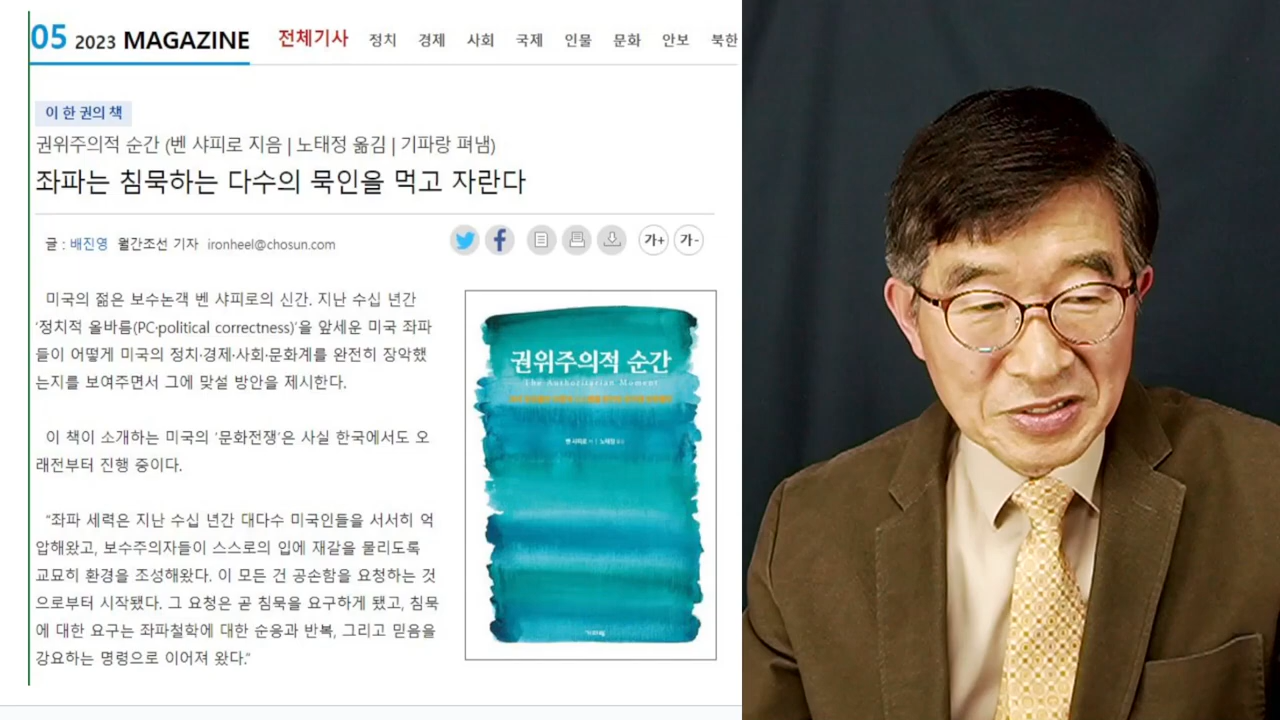 05 2023 MAGAZINE 전체기사 정치 경제 사회 국제 인물 문화 안보 북한
이 한 권의 책
권위주의적 순간 (벤 샤피로 지음 | 노태정 옮김 | 기파랑 펴냄)
좌파는 침묵하는 다수의 묵인을 먹고 자란다
글 : 배진영 월간조선 기자 ironheel@chosun.com
가+ 가-
미국의 젊은 보수논객 벤 샤피로의 신간. 지난 수십 년간
‘정치적 올바름(PC·political correctness)’을 앞세운 미국 좌파
들이 어떻게 미국의 정치·경제·사회·문화계를 완전히 장악했
는지를 보여주면서 그에 맞설 방안을 제시한다.
이 책이 소개하는 미국의 ‘문화전쟁’은 사실 한국에서도 오
래전부터 진행 중이다.
“좌파 세력은 지난 수십 년간 대다수 미국인들을 서서히 억
압해왔고, 보수주의자들이 스스로의 입에 재갈을 물리도록
교묘히 환경을 조성해왔다. 이 모든 건 공손함을 요청하는 것
으로부터 시작됐다. 그 요청은 곧 침묵을 요구하게 됐고, 침묵
에 대한 요구는 좌파철학에 대한 순응과 반복, 그리고 믿음을
강요하는 명령으로 이어져 왔다.”
권위주의적 순간
The Authoritarian Moment
벤 샤피로 저 | 노태정
기파랑